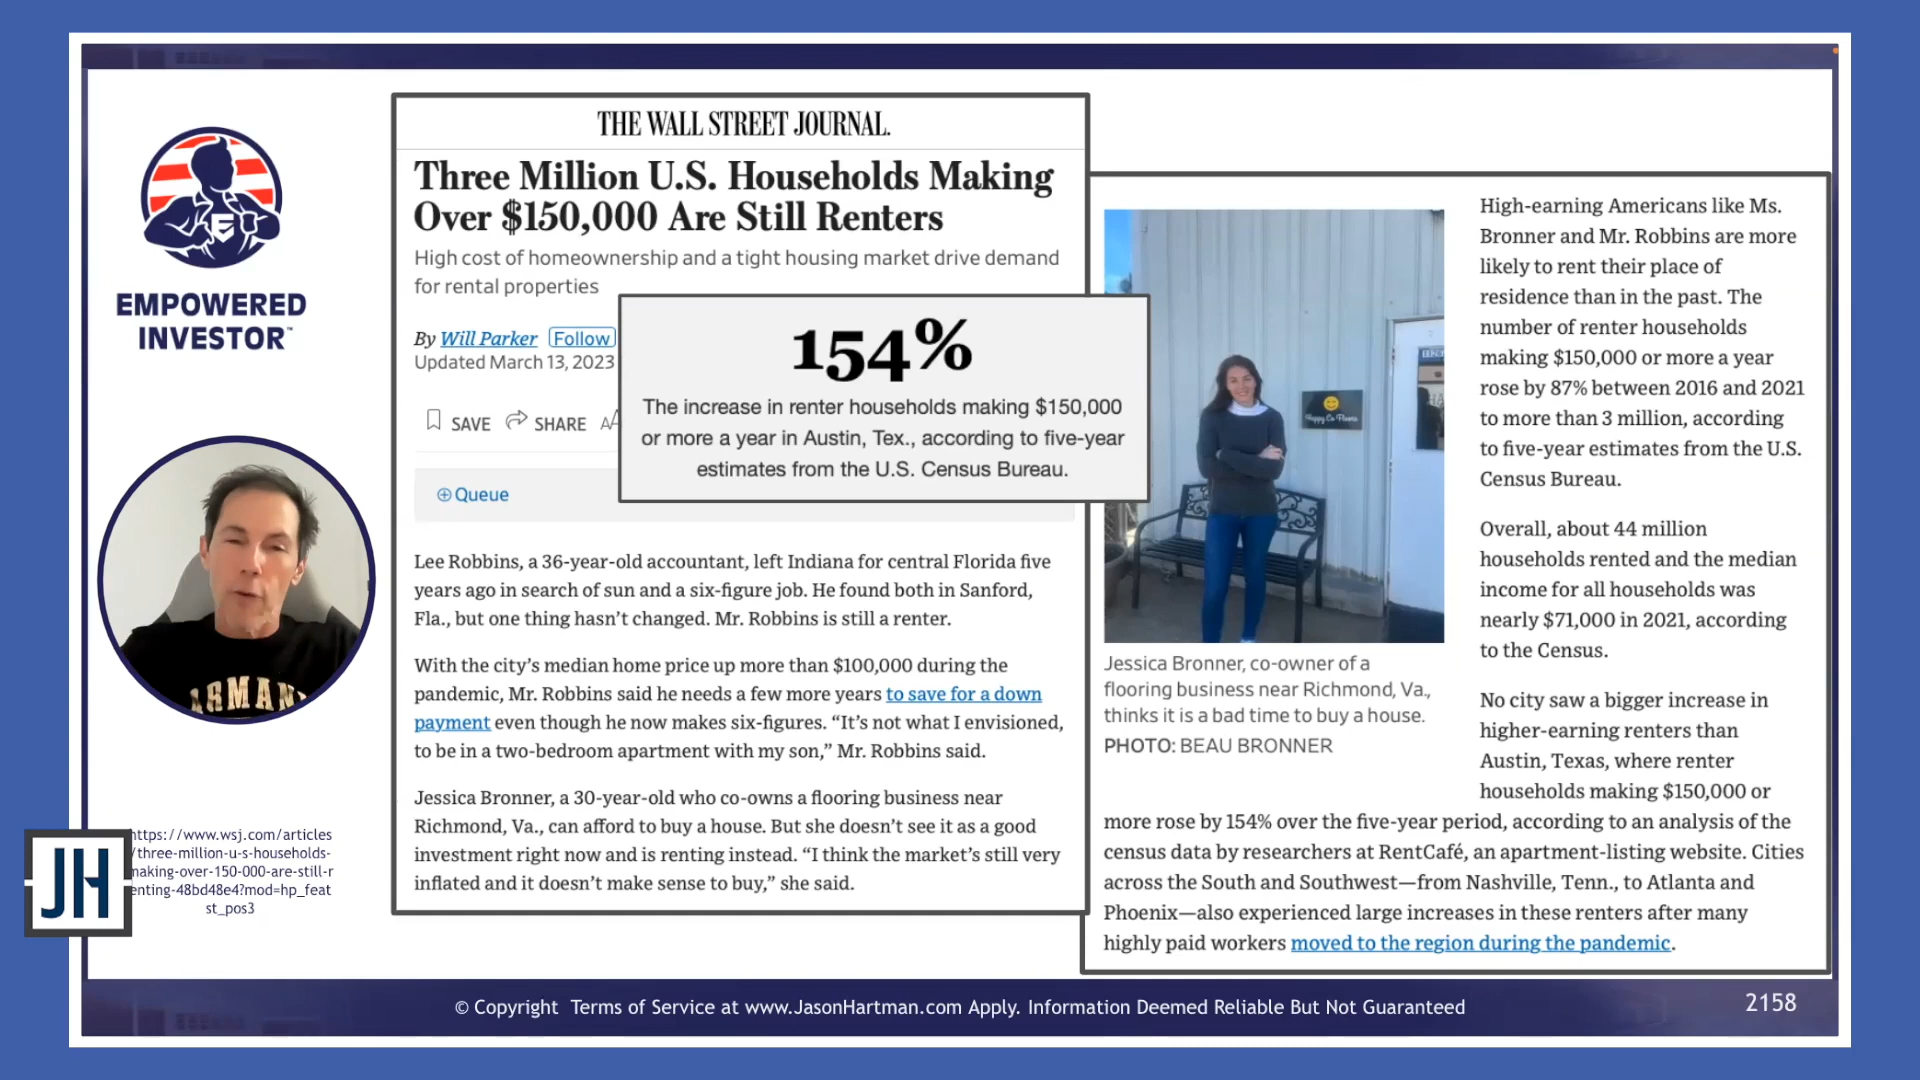 EMPOWERED
INVESTOR™
THE WALL STREET JOURNAL.
Three Million U.S. Households Making
Over $150,000 Are Still Renters
High cost of homeownership and a tight housing market drive demand
for rental properties
By Will Parker Follow
Updated March 13, 2023
SAVE SHARE
Queue
154%
The increase in renter households making $150,000
or more a year in Austin, Tex., according to five-year
estimates from the U.S. Census Bureau.
Lee Robbins, a 36-year-old accountant, left Indiana for central Florida five
years ago in search of sun and a six-figure job. He found both in Sanford,
Fla., but one thing hasn’t changed. Mr. Robbins is still a renter.
With the city’s median home price up more than $100,000 during the
pandemic, Mr. Robbins said he needs a few more years to save for a down
payment even though he now makes six-figures. “It’s not what I envisioned,
to be in a two-bedroom apartment with my son,” Mr. Robbins said.
Jessica Bronner, a 30-year-old who co-owns a flooring business near
Richmond, Va., can afford to buy a house. But she doesn’t see it as a good
investment right now and is renting instead. “I think the market’s still very
inflated and it doesn’t make sense to buy,” she said.
Happy Co Floors
Jessica Bronner, co-owner of a
flooring business near Richmond, Va.,
thinks it is a bad time to buy a house.
PHOTO: BEAU BRONNER
High-earning Americans like Ms.
Bronner and Mr. Robbins are more
likely to rent their place of
residence than in the past. The
number of renter households
making $150,000 or more a year
rose by 87% between 2016 and 2021
to more than 3 million, according
to five-year estimates from the U.S.
Census Bureau.
Overall, about 44 million
households rented and the median
income for all households was
nearly $71,000 in 2021, according
to the Census.
No city saw a bigger increase in
higher-earning renters than
Austin, Texas, where renter
households making $150,000 or
more rose by 154% over the five-year period, according to an analysis of the
census data by researchers at RentCafé, an apartment-listing website. Cities
across the South and Southwest—from Nashville, Tenn., to Atlanta and
Phoenix—also experienced large increases in these renters after many
highly paid workers moved to the region during the pandemic.
ARMANI
https://www.wsj.com/articles
/three-million-u-s-households-
making-over-150-000-are-still-r
enting-48bd48e4?mod=hp_feat
st_pos3
JH
© Copyright Terms of Service at www.JasonHartman.com Apply. Information Deemed Reliable But Not Guaranteed
2158